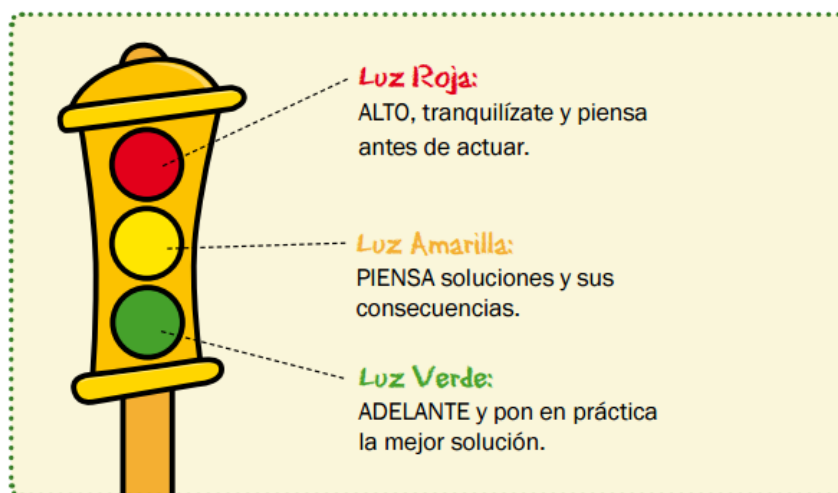 Luz Roja:
ALTO, tranquilízate y piensa
antes de actuar.
Luz Amarilla:
PIENSA soluciones y sus
consecuencias.
Luz Verde:
ADELANTE y pon en práctica
la mejor solución.